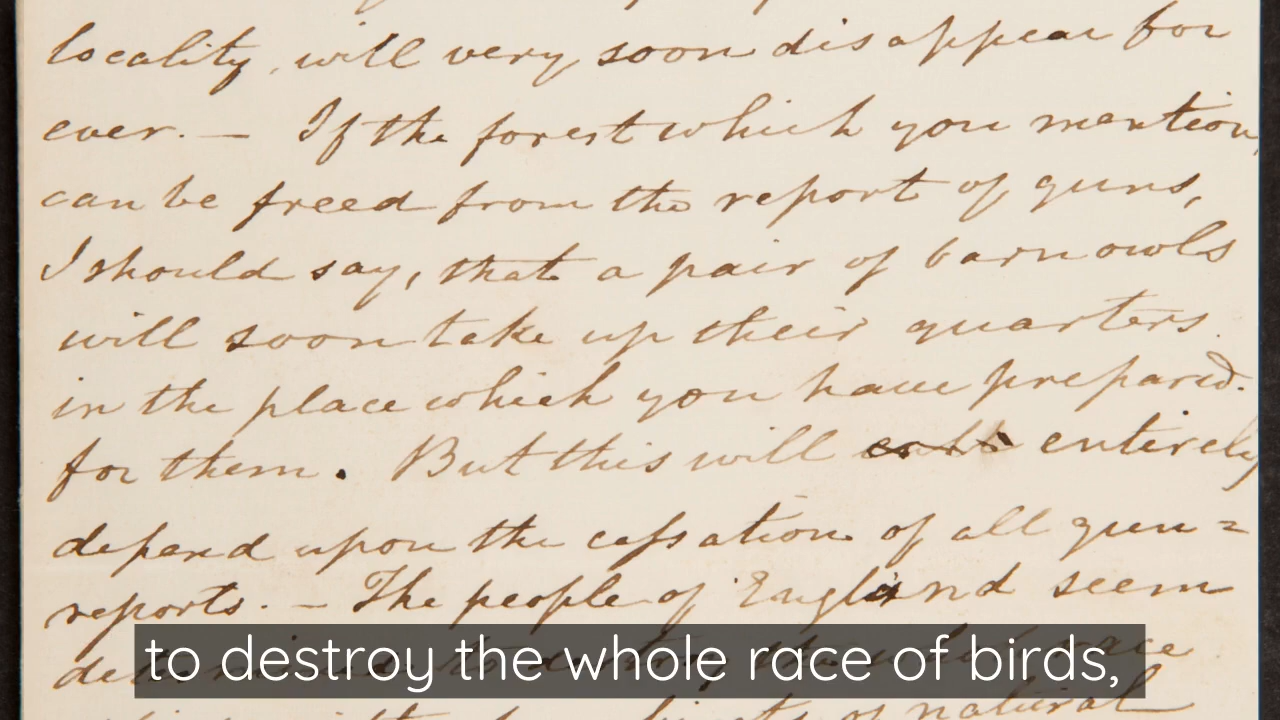 locality, will very soon disappear for
ever. — If the forest which you mention,
can be freed from the report of guns,
I should say, that a pair of barn owls
will soon take up their quarters
in the place which you have prepared.
for them. But this will entirely
depend upon the cessation of all gun=
reports. — The people of England seem
to destroy the whole race of birds,
race
of natural